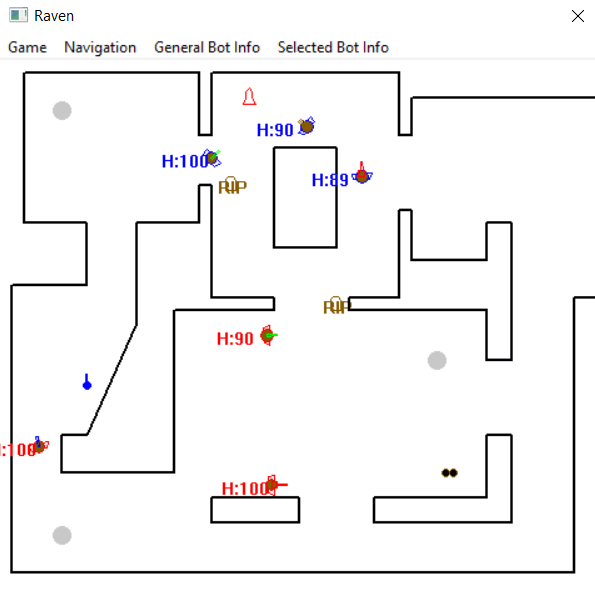 Raven
Game Navigation General Bot Info Selected Bot Info
H:90
H:100
H:89
RIP
RIP
H:90
H:100
H:100